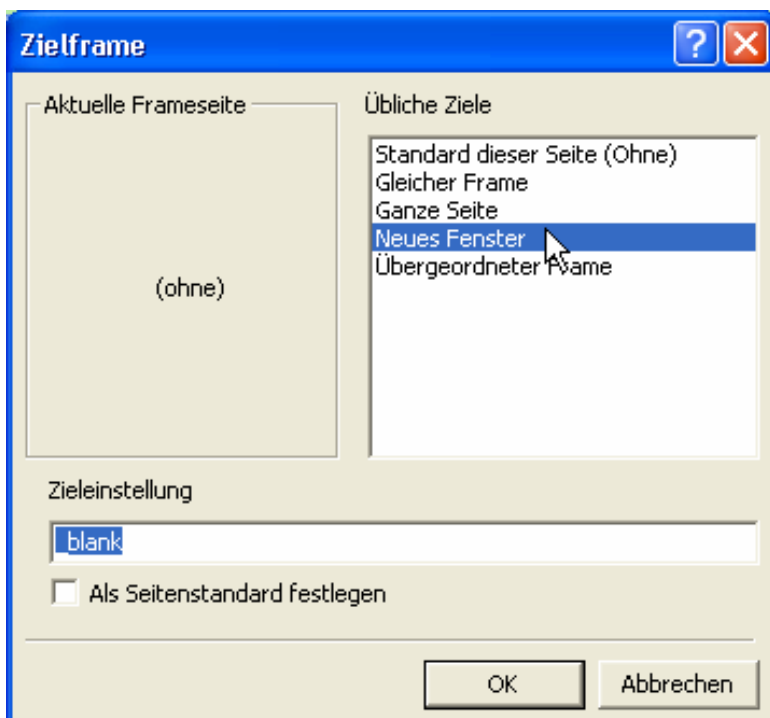 Zielframe
Aktuelle Frameseite
(ohne)
Übliche Ziele
Standard dieser Seite (Ohne)
Gleicher Frame
Ganze Seite
Neues Fenster
Übergeordneter Frame
Zieleinstellung
_blank
Als Seitenstandard festlegen
OK
Abbrechen